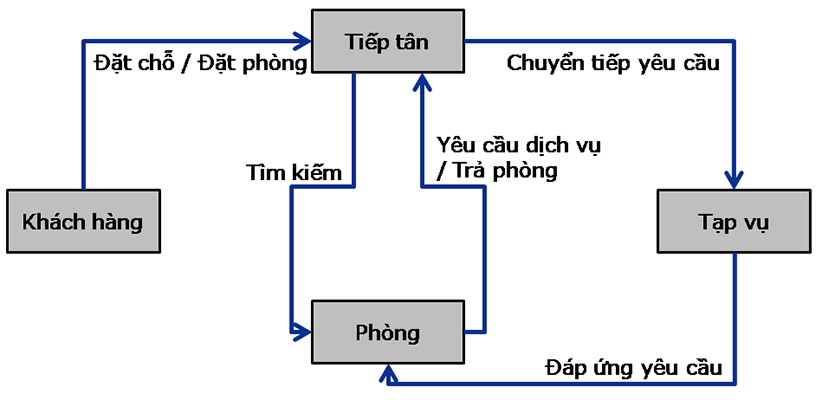 Tiếp tân
Đặt chỗ / Đặt phòng
Chuyển tiếp yêu cầu
Yêu cầu dịch vụ
/ Trả phòng
Tìm kiếm
Khách hàng
Tạp vụ
Phòng
Đáp ứng yêu cầu